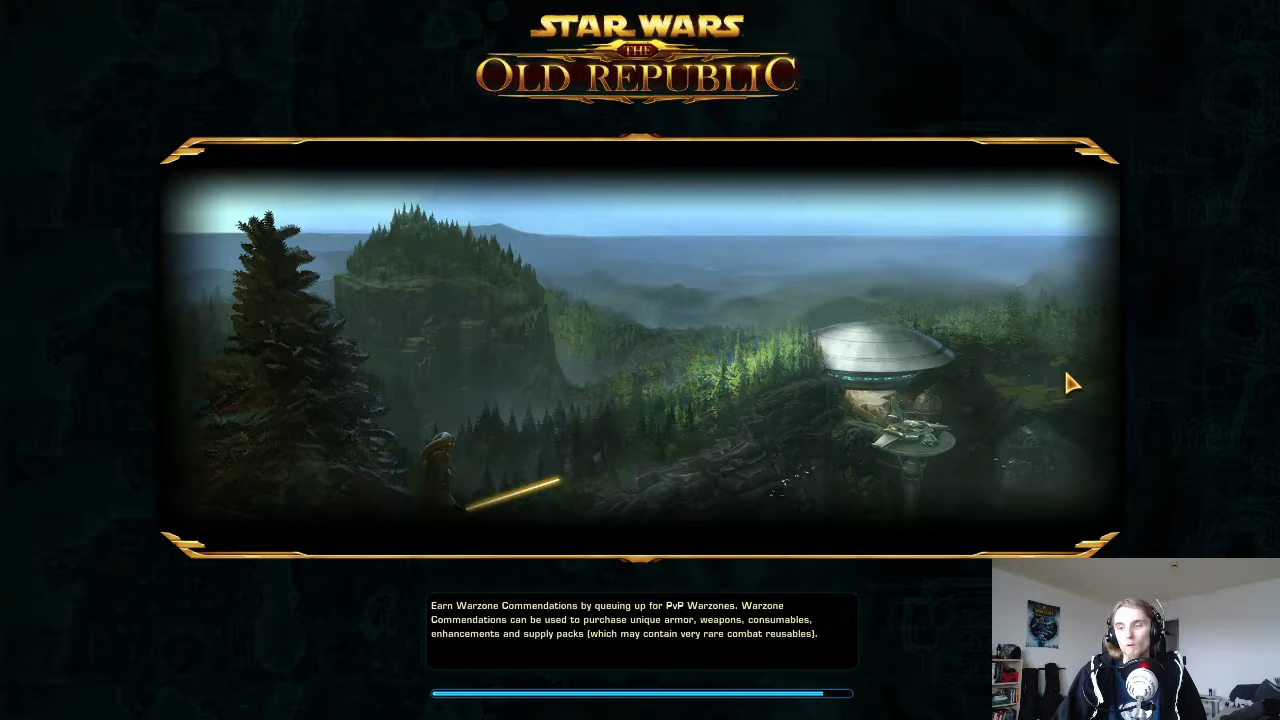 STAR WARS
THE
OLD REPUBLIC
Earn Warzone Commendations by queuing up for PvP Warzones. Warzone
Commendations can be used to purchase unique armor, weapons, consumables,
enhancements and supply packs (which may contain very rare combat reusables).